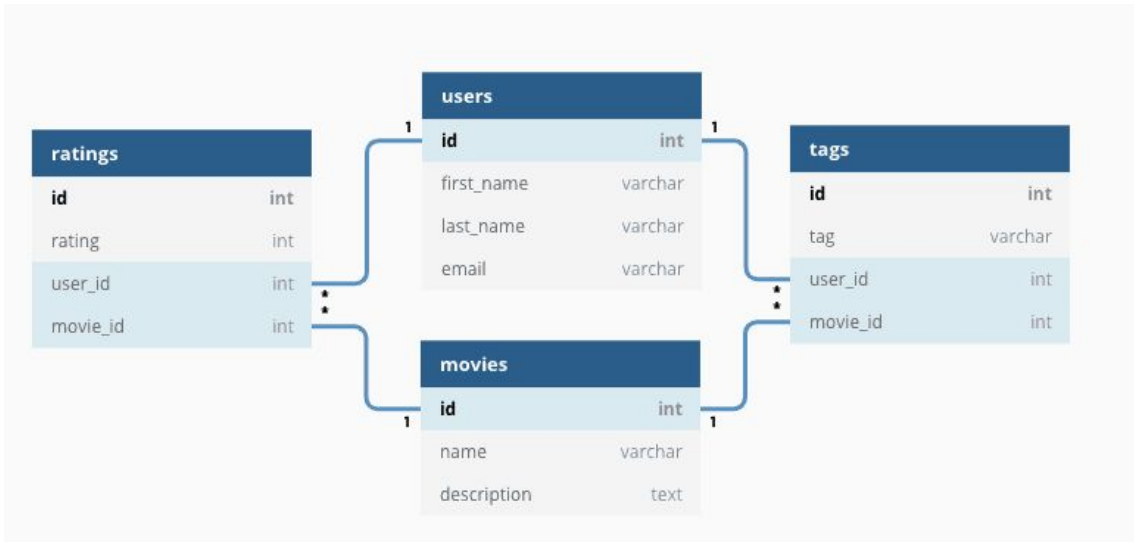 ratings
id int
rating int
user_id int
movie_id int
*
*
1
1
users
id int
first_name varchar
last_name varchar
email varchar
movies
id int
name varchar
description text
1
1
*
*
tags
id int
tag varchar
user_id int
movie_id int